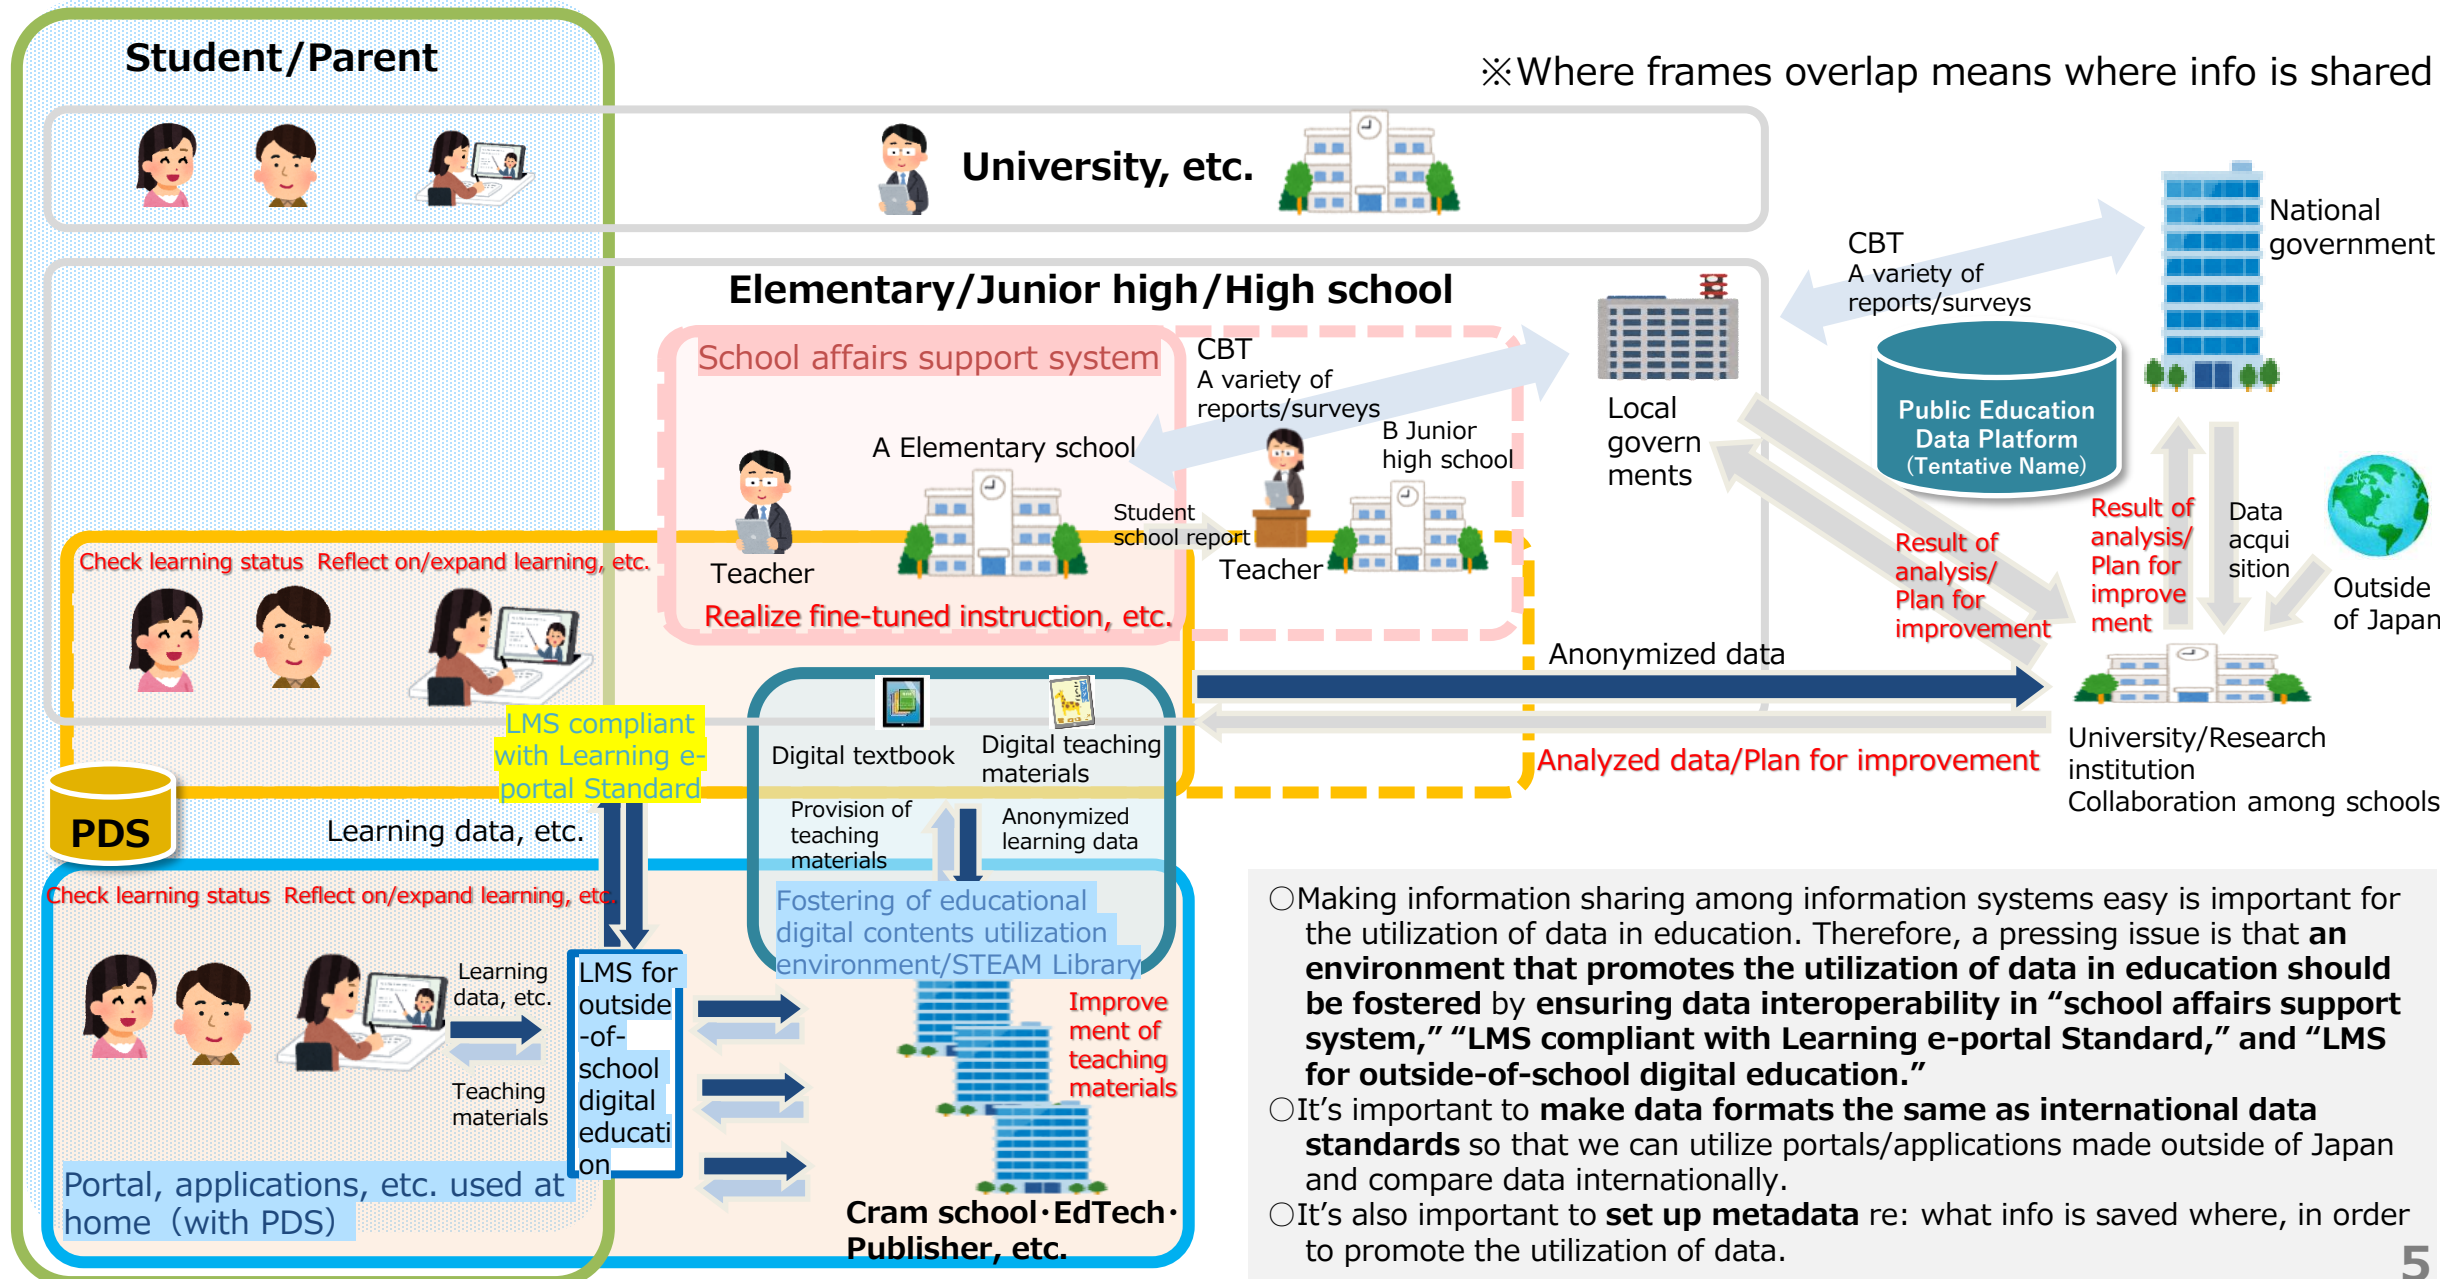 Student/Parent
※Where frames overlap means where info is shared
University, etc.
National
government
CBT
A variety of
reports/surveys
Elementary/Junior high/High school
School affairs support system
CBT
A variety of
reports/surveys
A Elementary school
B Junior
high school
Local
govern
ments
Public Education
Data Platform
(Tentative Name)
Student
school report
Teacher
Teacher
Realize fine-tuned instruction, etc.
Check learning status
Reflect on/expand learning, etc.
Result of
analysis/
Plan for
improvement
Result of
analysis/
Plan for
improve
ment
Data
acqui
sition
Outside
of Japan
Anonymized data
Analyzed data/Plan for improvement
University/Research
institution
Collaboration among schools
LMS compliant
with Learning e-
portal Standard
Digital textbook
Digital teaching
materials
PDS
Learning data, etc.
Provision of
teaching
materials
Anonymized
learning data
Check learning status
Reflect on/expand learning, etc.
Fostering of educational
digital contents utilization
environment/STEAM Library
Learning
data, etc.
Teaching
materials
LMS for
outside
-of-
school
digital
educati
on
Improve
ment of
teaching
materials
Portal, applications, etc. used at
home（with PDS）
Cram school･EdTech･
Publisher, etc.
○Making information sharing among information systems easy is important for
the utilization of data in education. Therefore, a pressing issue is that an
environment that promotes the utilization of data in education should
be fostered by ensuring data interoperability in “school affairs support
system,” “LMS compliant with Learning e-portal Standard,” and “LMS
for outside-of-school digital education.”
○It’s important to make data formats the same as international data
standards so that we can utilize portals/applications made outside of Japan
and compare data internationally.
○It’s also important to set up metadata re: what info is saved where, in order
to promote the utilization of data.
5